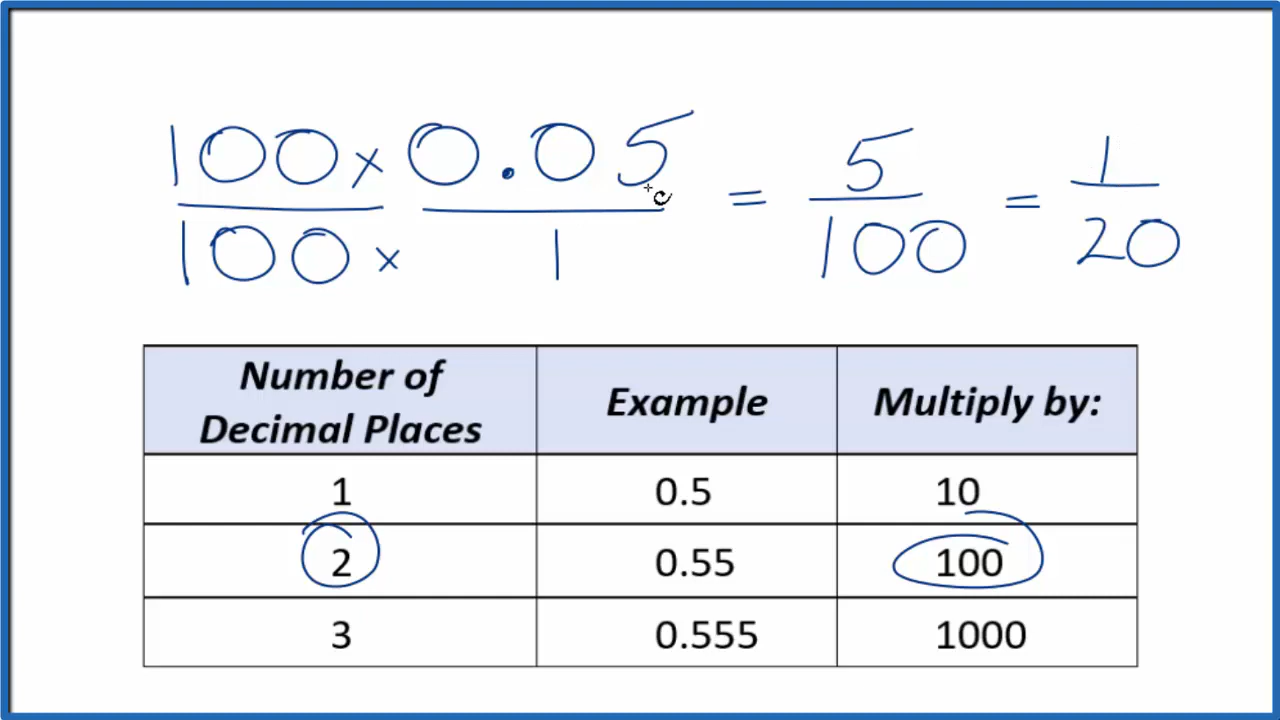 100 × 0.05 = 5 = 1
100 × 1 100 20
Number of Decimal Places Example Multiply by:
1 0.5 10
2 0.55 100
3 0.555 1000